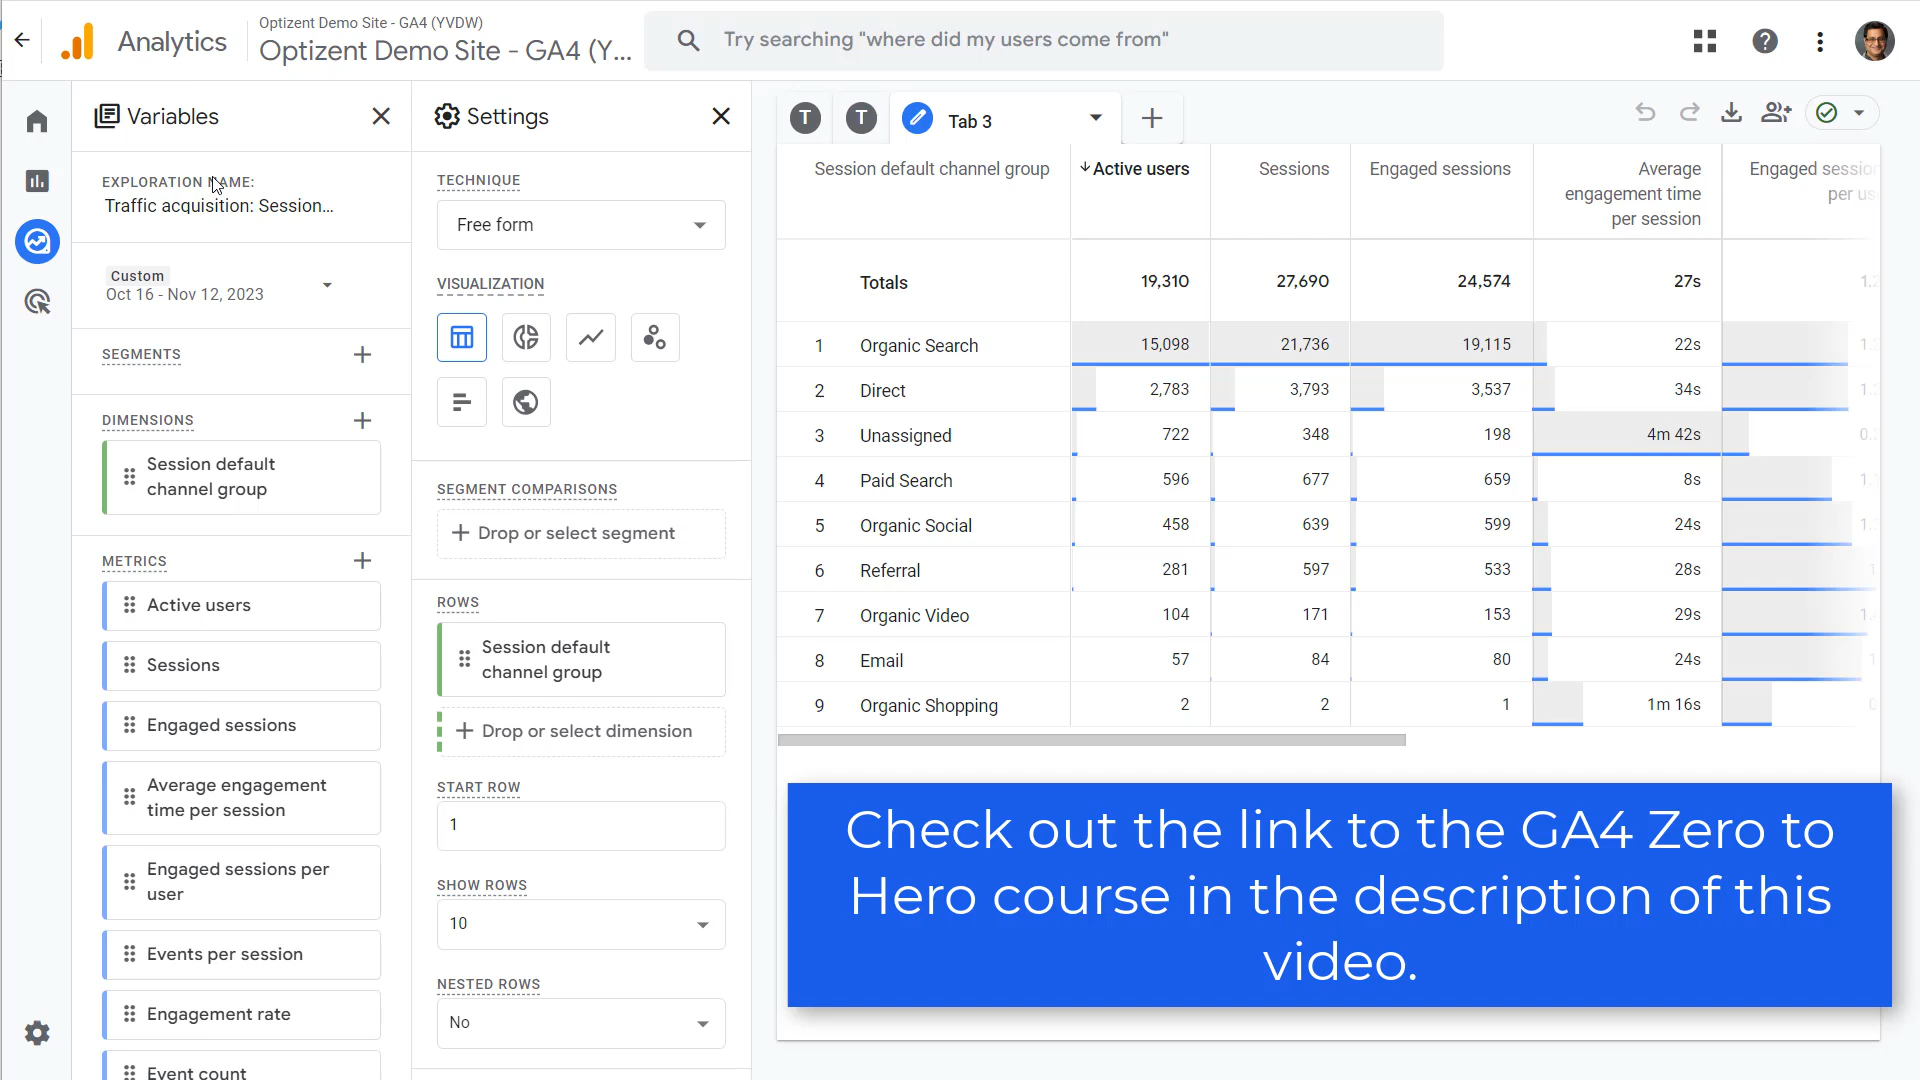 Analytics
Optizent Demo Site - GA4 (YVDW)
Optizent Demo Site - GA4 (Y...
Try searching "where did my users come from"
Variables
EXPLORATION NAME:
Traffic acquisition: Session...
Custom
Oct 16 - Nov 12, 2023
SEGMENTS
DIMENSIONS
Session default
channel group
METRICS
Active users
Sessions
Engaged sessions
Average engagement
time per session
Engaged sessions per
user
Events per session
Engagement rate
Event count
Settings
TECHNIQUE
Free form
VISUALIZATION
SEGMENT COMPARISONS
Drop or select segment
ROWS
Session default
channel group
Drop or select dimension
START ROW
1
SHOW ROWS
10
NESTED ROWS
No
T
T
Tab 3
Session default channel group
Active users
Sessions
Engaged sessions
Average
engagement time
per session
Engaged
per
Totals 19,310 27,690 24,574 27s
1 Organic Search 15,098 21,736 19,115 22s
2 Direct 2,783 3,793 3,537 34s
3 Unassigned 722 348 198 4m 42s
4 Paid Search 596 677 659 8s
5 Organic Social 458 639 599 24s
6 Referral 281 597 533 28s
7 Organic Video 104 171 153 29s
8 Email 57 84 80 24s
9 Organic Shopping 2 2 1 1m 16s
Check out the link to the GA4 Zero to
Hero course in the description of this
video.